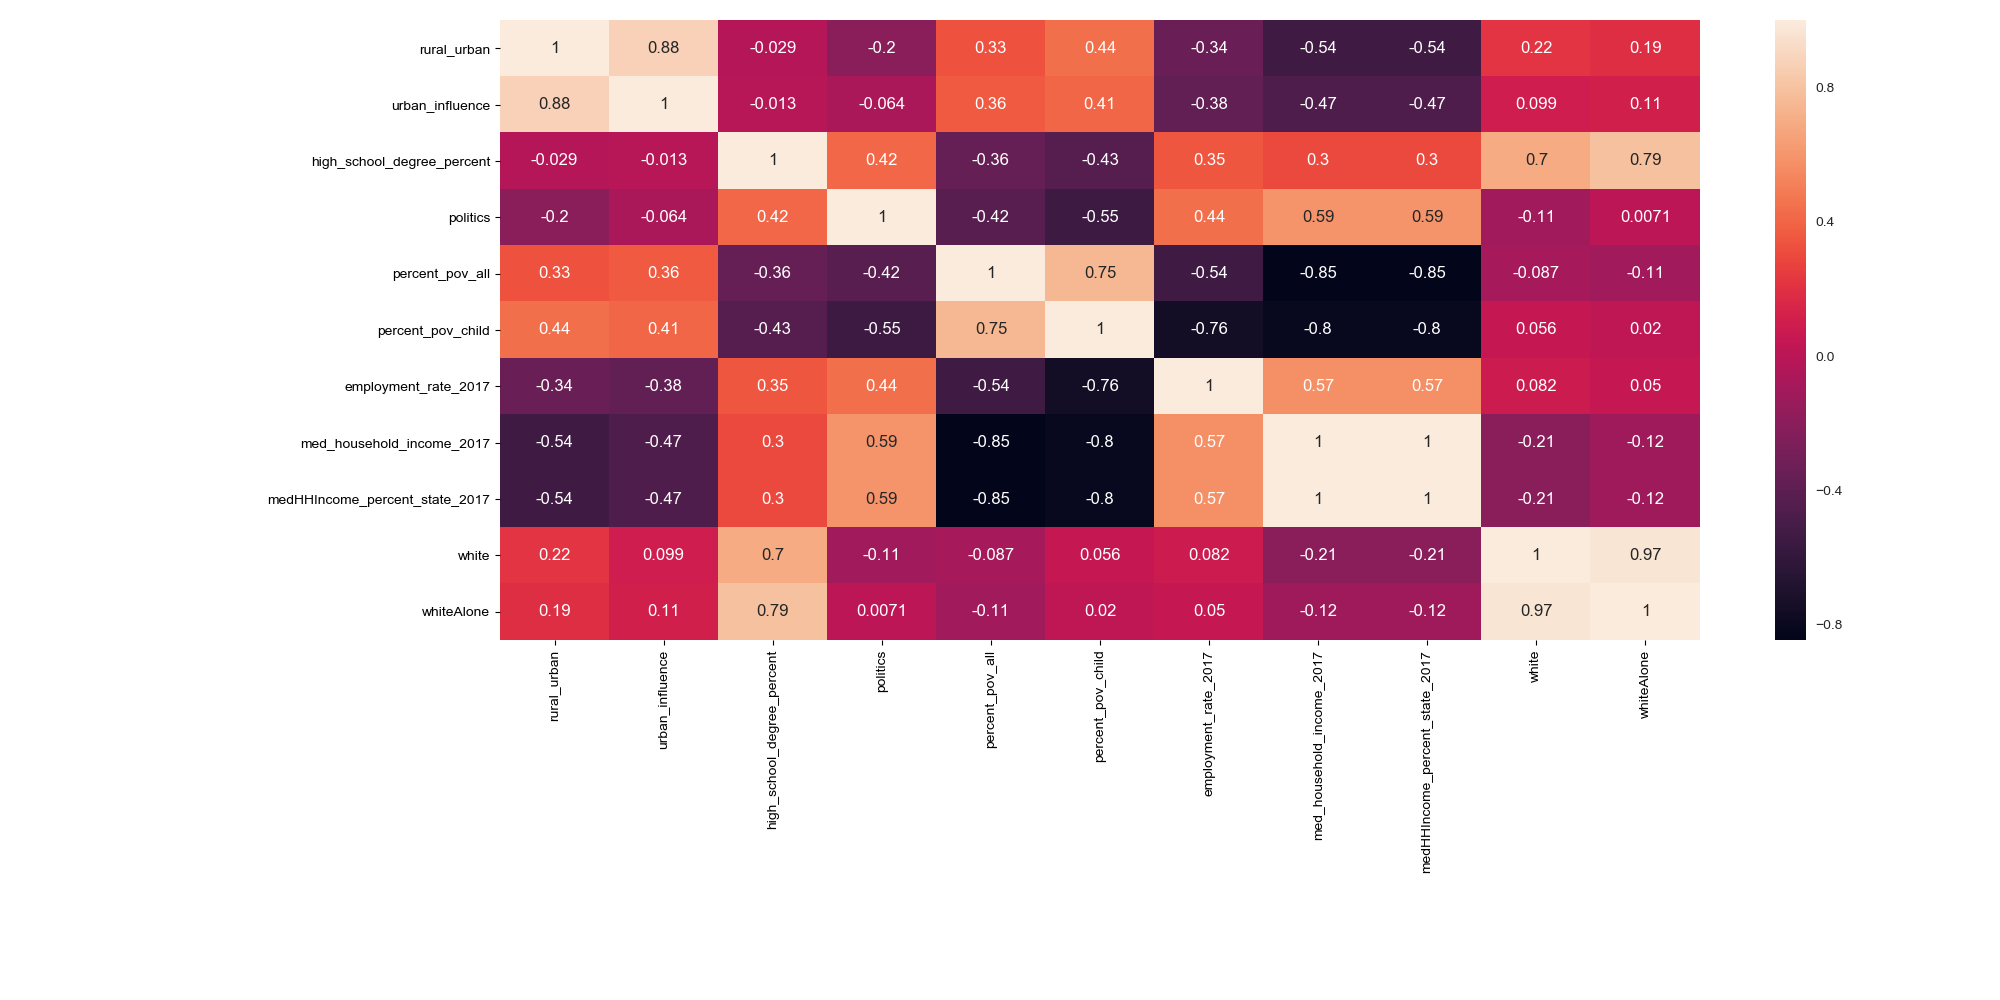 rural_urban 1 0.88 -0.029 -0.2 0.33 0.44 -0.34 -0.54 -0.54 0.22 0.19
urban_influence 0.88 1 -0.013 -0.064 0.36 0.41 -0.38 -0.47 -0.47 0.099 0.11
high_school_degree_percent -0.029 -0.013 1 0.42 -0.36 -0.43 0.35 0.3 0.3 0.7 0.79
politics -0.2 -0.064 0.42 1 -0.42 -0.55 0.44 0.59 0.59 -0.11 0.0071
percent_pov_all 0.33 0.36 -0.36 -0.42 1 0.75 -0.54 -0.85 -0.85 -0.087 -0.11
percent_pov_child 0.44 0.41 -0.43 -0.55 0.75 1 -0.76 -0.8 -0.8 0.056 0.02
employment_rate_2017 -0.34 -0.38 0.35 0.44 -0.54 -0.76 1 0.57 0.57 0.082 0.05
med_household_income_2017 -0.54 -0.47 0.3 0.59 -0.85 -0.8 0.57 1 1 -0.21 -0.12
medHHIncome_percent_state_2017 -0.54 -0.47 0.3 0.59 -0.85 -0.8 0.57 1 1 -0.21 -0.12
white 0.22 0.099 0.7 -0.11 -0.087 0.056 0.082 -0.21 -0.21 1 0.97
whiteAlone 0.19 0.11 0.79 0.0071 -0.11 0.02 0.05 -0.12 -0.12 0.97 1
rural_urban
urban_influence
high_school_degree_percent
politics
percent_pov_all
percent_pov_child
employment_rate_2017
med_household_income_2017
medHHIncome_percent_state_2017
white
whiteAlone
0.8
0.4
0.0
−0.4
−0.8